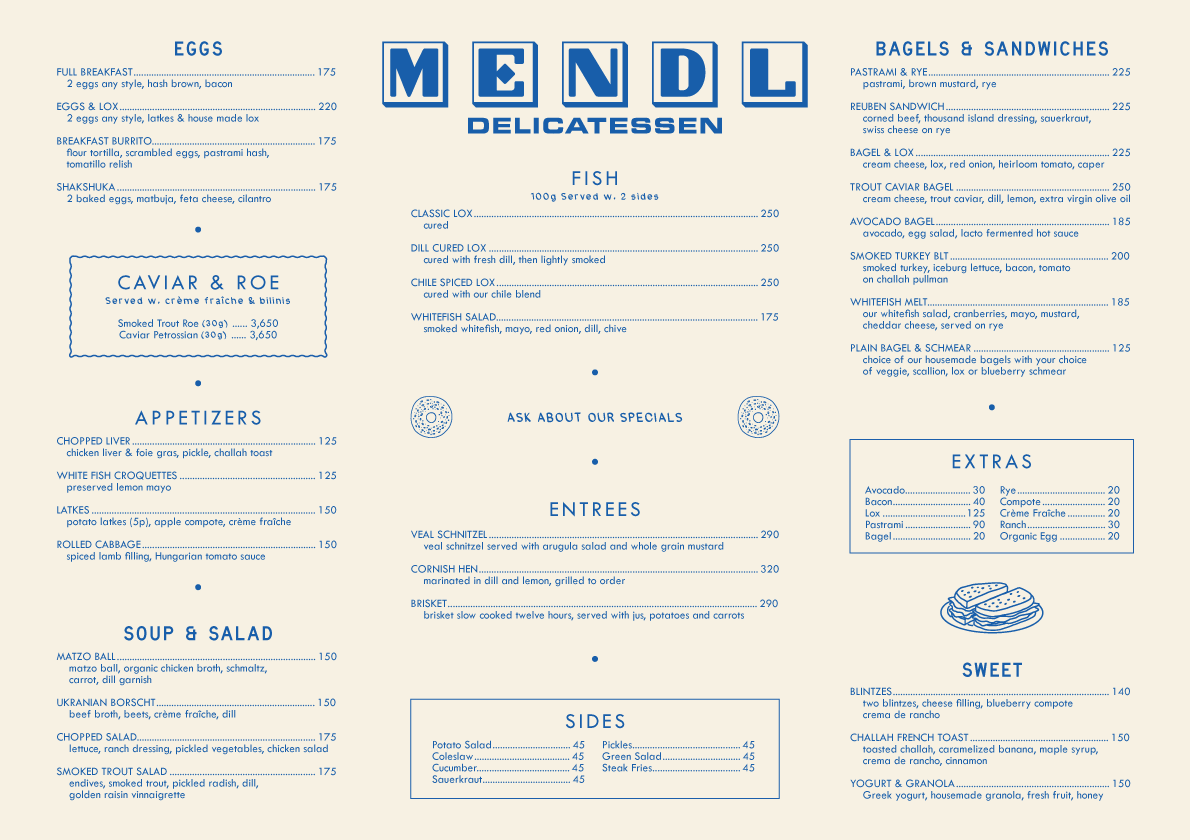 EGGS
FULL BREAKFAST 175
2 eggs any style, hash brown, bacon
EGGS & LOX 220
2 eggs any style, latkes & house made lox
BREAKFAST BURRITO 175
flour tortilla, scrambled eggs, pastrami hash,
tomatillo relish
SHAKSHUKA 175
2 baked eggs, matbuja, feta cheese, cilantro
CAVIAR & ROE
Served w. crème fraîche & bilinis
Smoked Trout Roe (30g) ...... 3,650
Caviar Petrossian (30g) ...... 3,650
APPETIZERS
CHOPPED LIVER 125
chicken liver & foie gras, pickle, challah toast
WHITE FISH CROQUETTES 125
preserved lemon mayo
LATKES 150
potato latkes (5p), apple compote, crème fraîche
ROLLED CABBAGE 150
spiced lamb filling, Hungarian tomato sauce
SOUP & SALAD
MATZO BALL 150
matzo ball, organic chicken broth, schmaltz,
carrot, dill garnish
UKRANIAN BORSCHT 150
beef broth, beets, crème fraîche, dill
CHOPPED SALAD 175
lettuce, ranch dressing, pickled vegetables, chicken salad
SMOKED TROUT SALAD 175
endives, smoked trout, pickled radish, dill,
golden raisin vinnaigrette
MENDL
DELICATESSEN
FISH
100g Served w. 2 sides
CLASSIC LOX 250
cured
DILL CURED LOX 250
cured with fresh dill, then lightly smoked
CHILE SPICED LOX 250
cured with our chile blend
WHITEFISH SALAD 175
smoked whitefish, mayo, red onion, dill, chive
ASK ABOUT OUR SPECIALS
ENTREES
VEAL SCHNITZEL 290
veal schnitzel served with arugula salad and whole grain mustard
CORNISH HEN 320
marinated in dill and lemon, grilled to order
BRISKET 290
brisket slow cooked twelve hours, served with jus, potatoes and carrots
SIDES
Potato Salad 45
Coleslaw 45
Cucumber 45
Sauerkraut 45
Pickles 45
Green Salad 45
Steak Fries 45
BAGELS & SANDWICHES
PASTRAMI & RYE 225
pastrami, brown mustard, rye
REUBEN SANDWICH 225
corned beef, thousand island dressing, sauerkraut,
swiss cheese on rye
BAGEL & LOX 225
cream cheese, lox, red onion, heirloom tomato, caper
TROUT CAVIAR BAGEL 250
cream cheese, trout caviar, dill, lemon, extra virgin olive oil
AVOCADO BAGEL 185
avocado, egg salad, lacto fermented hot sauce
SMOKED TURKEY BLT 200
smoked turkey, iceburg lettuce, bacon, tomato
on challah pullman
WHITEFISH MELT 185
our whitefish salad, cranberries, mayo, mustard,
cheddar cheese, served on rye
PLAIN BAGEL & SCHMEAR 125
choice of our housemade bagels with your choice
of veggie, scallion, lox or blueberry schmear
EXTRAS
Avocado 30
Bacon 40
Lox 125
Pastrami 90
Bagel 20
Rye 20
Compote 20
Crème Fraîche 20
Ranch 30
Organic Egg 20
SWEET
BLINTZES 140
two blintzes, cheese filling, blueberry compote
crema de rancho
CHALLAH FRENCH TOAST 150
toasted challah, caramelized banana, maple syrup,
crema de rancho, cinnamon
YOGURT & GRANOLA 150
Greek yogurt, housemade granola, fresh fruit, honey